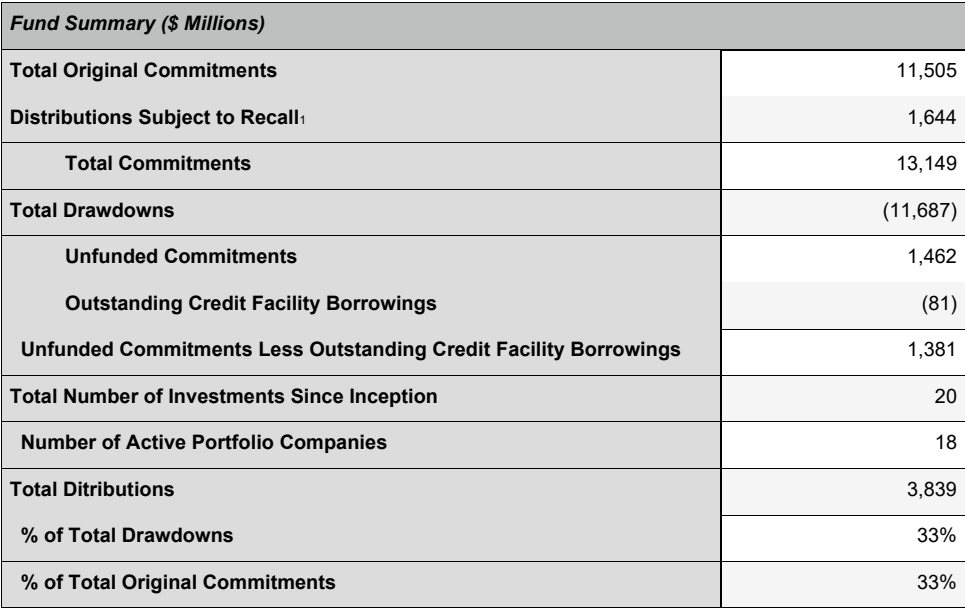 Fund Summary ($ Millions)
Total Original Commitments 11,505
Distributions Subject to Recall1 1,644
Total Commitments 13,149
Total Drawdowns (11,687)
Unfunded Commitments 1,462
Outstanding Credit Facility Borrowings (81)
Unfunded Commitments Less Outstanding Credit Facility Borrowings 1,381
Total Number of Investments Since Inception 20
Number of Active Portfolio Companies 18
Total Ditributions 3,839
% of Total Drawdowns 33%
% of Total Original Commitments 33%